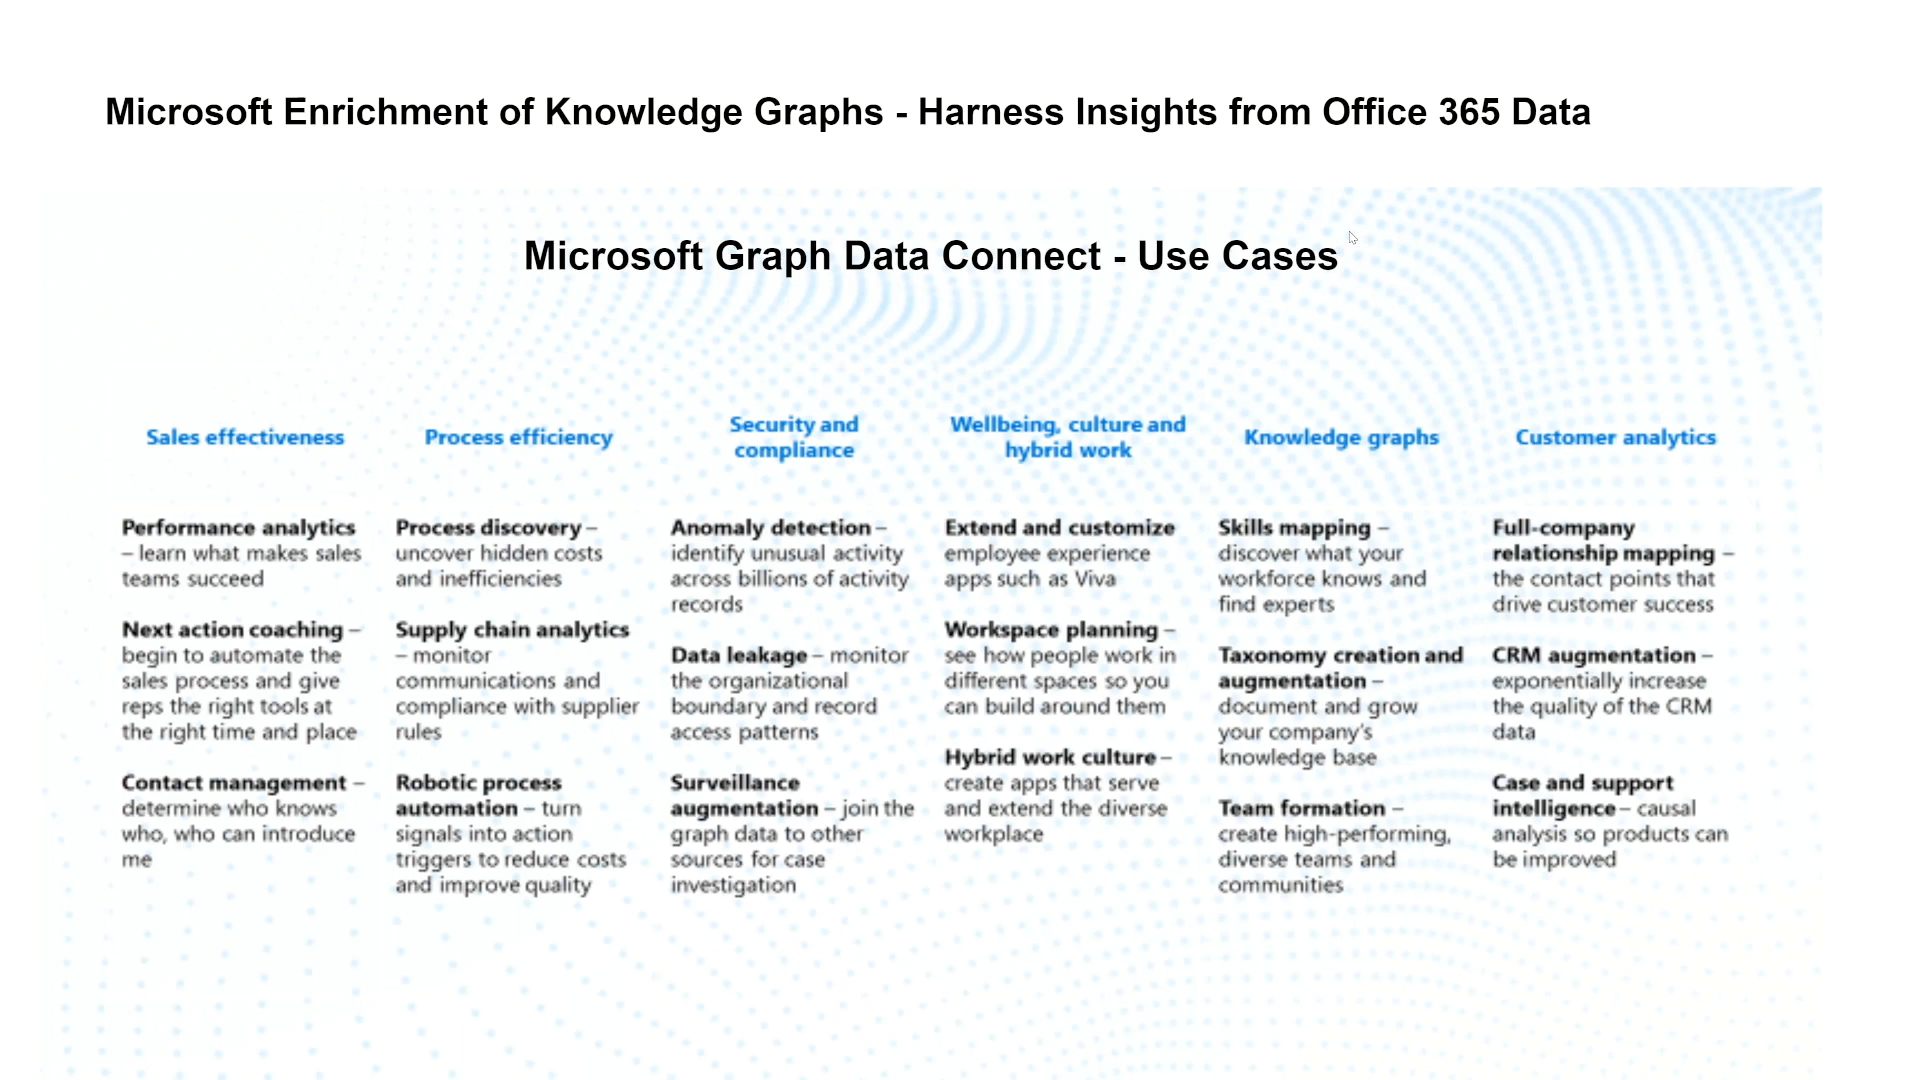 Microsoft Enrichment of Knowledge Graphs - Harness Insights from Office 365 Data
Microsoft Graph Data Connect - Use Cases
Sales effectiveness
Performance analytics
– learn what makes sales
teams succeed
Next action coaching –
begin to automate the
sales process and give
reps the right tools at
the right time and place
Contact management –
determine who knows
who, who can introduce
me
Process efficiency
Process discovery –
uncover hidden costs
and inefficiencies
Supply chain analytics
– monitor
communications and
compliance with supplier
rules
Robotic process
automation – turn
signals into action
triggers to reduce costs
and improve quality
Security and
compliance
Anomaly detection –
identify unusual activity
across billions of activity
records
Data leakage – monitor
the organizational
boundary and record
access patterns
Surveillance
augmentation – join the
graph data to other
sources for case
investigation
Wellbeing, culture and
hybrid work
Extend and customize
employee experience
apps such as Viva
Workspace planning –
see how people work in
different spaces so you
can build around them
Hybrid work culture –
create apps that serve
and extend the diverse
workplace
Knowledge graphs
Skills mapping –
discover what your
workforce knows and
find experts
Taxonomy creation and
augmentation –
document and grow
your company's
knowledge base
Team formation –
create high-performing,
diverse teams and
communities
Customer analytics
Full-company
relationship mapping –
the contact points that
drive customer success
CRM augmentation –
exponentially increase
the quality of the CRM
data
Case and support
intelligence – causal
analysis so products can
be improved